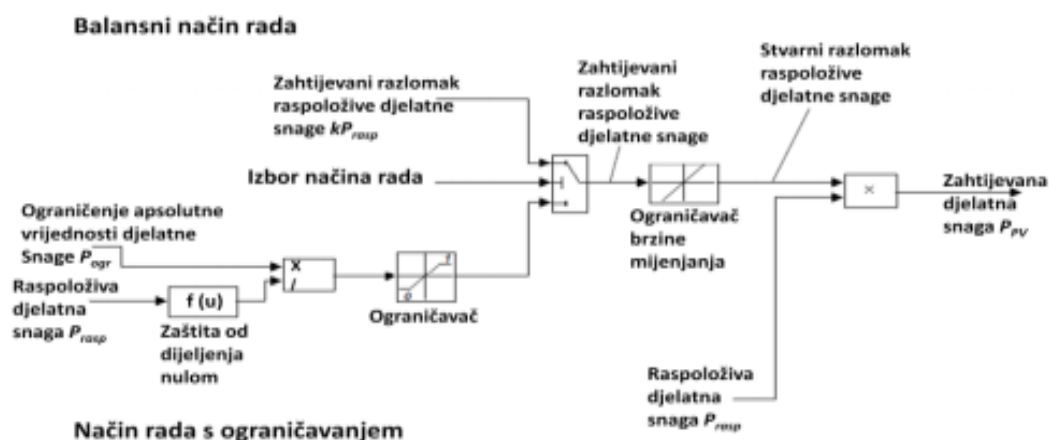 Balansni način rada
Zahtijevani razlomak
raspoložive djelatne
snage kP_rasp
Izbor načina rada
Zahtijevani
razlomak
raspoložive
djelatne snage
Stvarni razlomak
raspoložive
djelatne snage
Ograničavač
brzine
mijenjanja
×
Zahtijevana
djelatna
snaga P_PV
Ograničenje apsolutne
vrijednosti djelatne
Snage P_ogr
Raspoloživa
djelatna
snaga P_rasp
f (u)
Zaštita od
dijeljenja
nulom
X
/
1
0
Ograničavač
Raspoloživa
djelatna
snaga P_rasp
Način rada s ograničavanjem